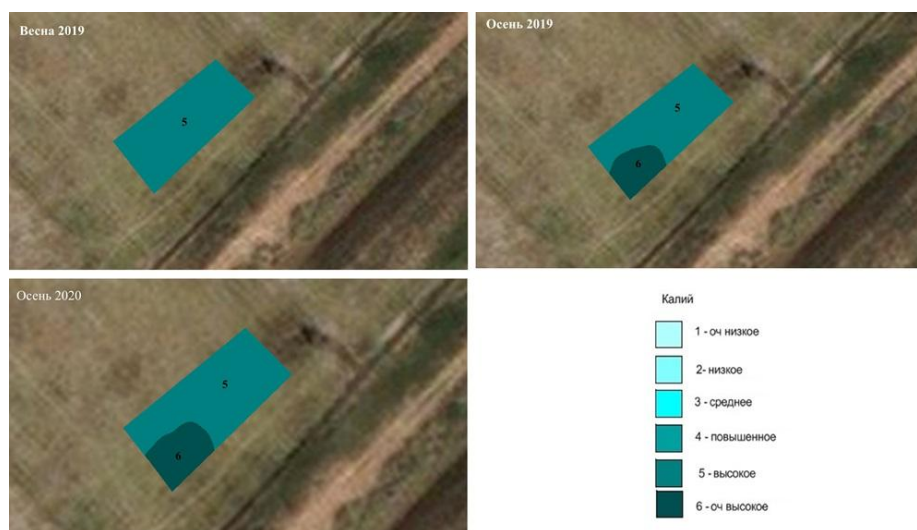 Весна 2019
5
Осень 2019
5
6
Осень 2020
5
6
Калий
1 - оч низкое
2- низкое
3 - среднее
4 - повышенное
5 - высокое
6 - оч высокое